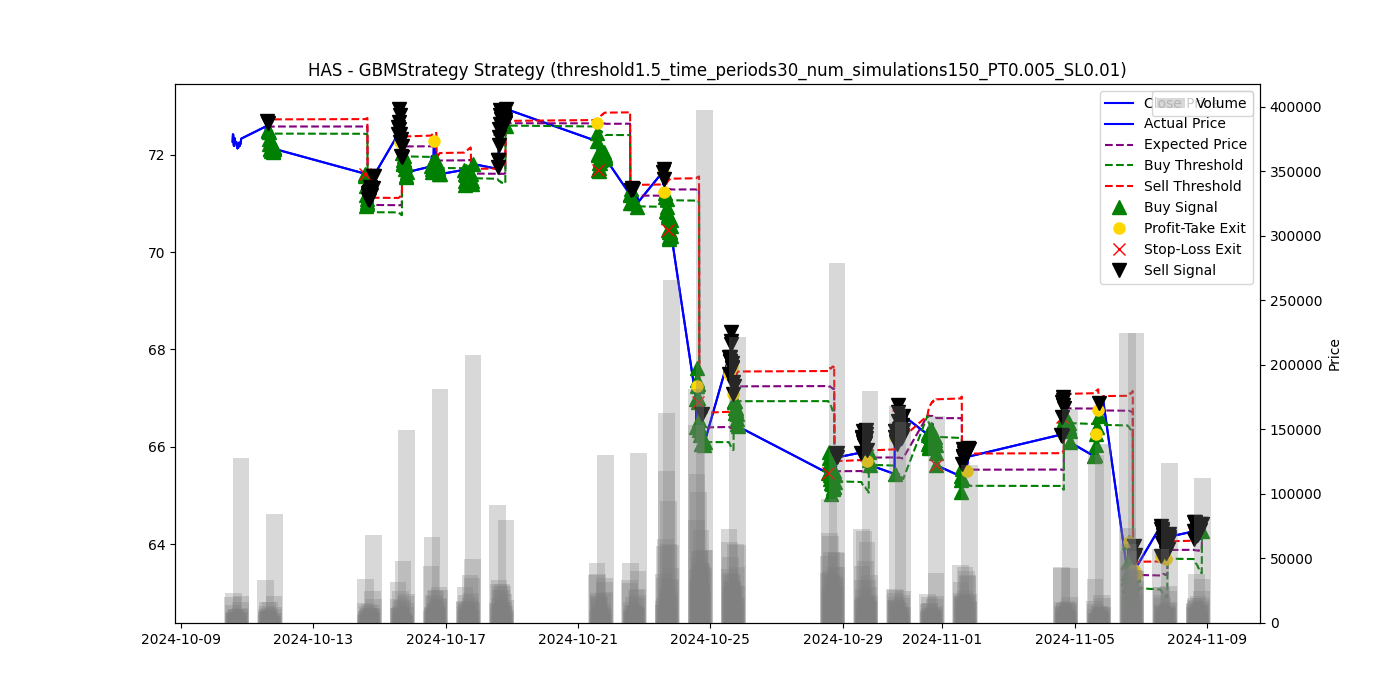 HAS - GBMStrategy Strategy (threshold1.5_time_periods30_num_simulations150_PT0.005_SL0.01)
Volume
Actual Price
Expected Price
Buy Threshold
Sell Threshold
Buy Signal
Profit-Take Exit
Stop-Loss Exit
Sell Signal
72
70
68
66
64
400000
350000
300000
250000
200000
150000
100000
50000
0
Price
2024-10-09
2024-10-13
2024-10-17
2024-10-21
2024-10-25
2024-10-29
2024-11-01
2024-11-05
2024-11-09